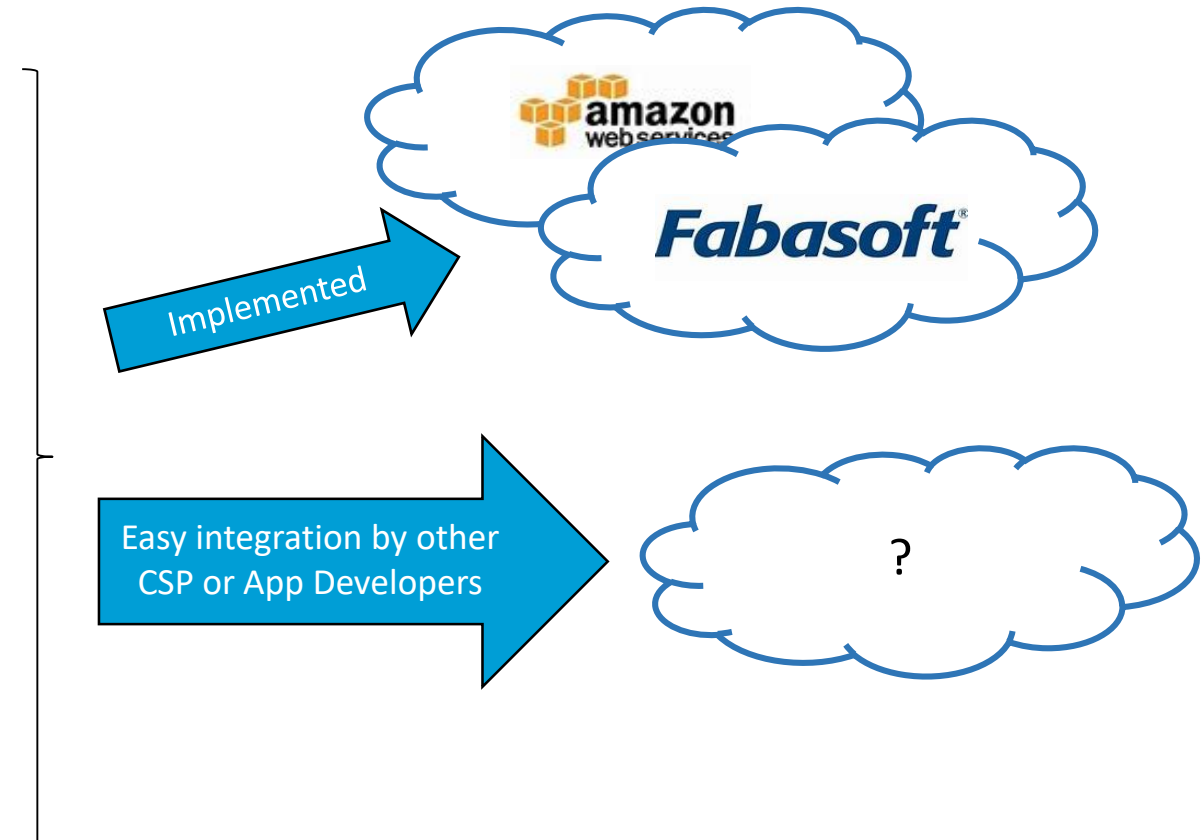 amazon
web services
Fabasoft®
Implemented
Easy integration by other
CSP or App Developers
?